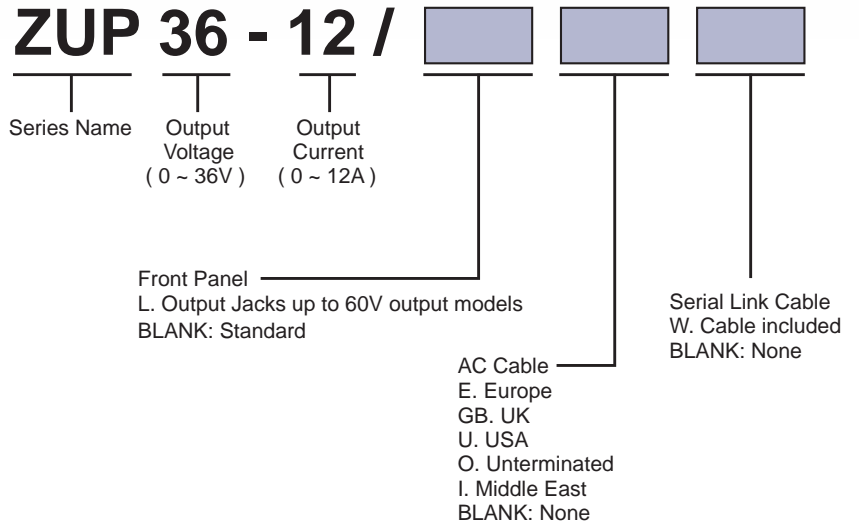 ZUP 36 - 12 /
Series Name
Output
Voltage
( 0 ~ 36V )
Output
Current
( 0 ~ 12A )
Front Panel
L. Output Jacks up to 60V output models
BLANK: Standard
AC Cable
E. Europe
GB. UK
U. USA
O. Unterminated
I. Middle East
BLANK: None
Serial Link Cable
W. Cable included
BLANK: None